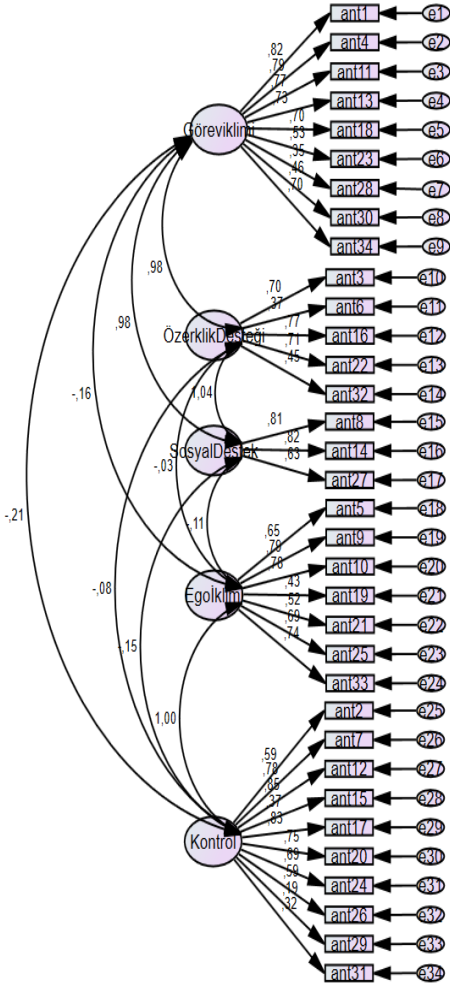 ant1 e1
,82
ant4 e2
,79
ant11 e3
,77
ant13 e4
,73
ant18 e5
,70
ant23 e6
,53
ant28 e7
,35
ant30 e8
,46
ant34 e9
,70
Göreviklimi
ant3 e10
,70
ant6 e11
,37
ant16 e12
,77
ant22 e13
,71
ant32 e14
,45
ÖzerklikDesteği
ant8 e15
,81
ant14 e16
,82
ant27 e17
,63
SosyalDestek
ant5 e18
,65
ant9 e19
,79
ant10 e20
,78
ant19 e21
,43
ant21 e22
,52
ant25 e23
,69
ant33 e24
,74
Egoİklim
ant2 e25
,59
ant7 e26
,78
ant12 e27
,85
ant15 e28
,37
ant17 e29
,83
ant20 e30
,75
ant24 e31
,69
ant26 e32
,59
ant29 e33
,19
ant31 e34
,32
Kontrol
,98
,98
-,16
-,21
1,04
-,03
-,11
-,08
-,15
1,00